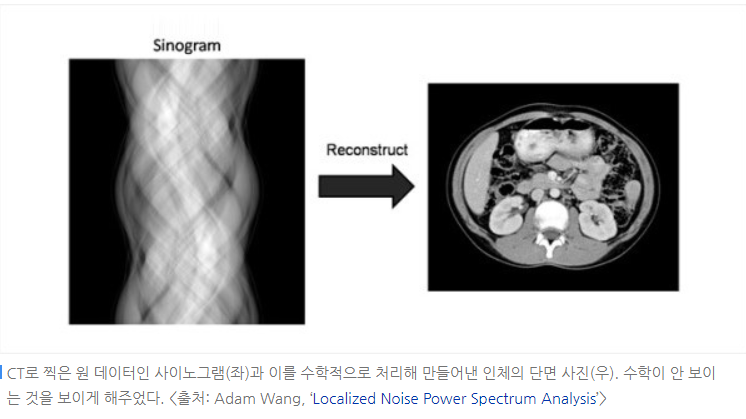 Sinogram
Reconstruct
CT로 찍은 원 데이터인 사이노그램(좌)과 이를 수학적으로 처리해 만들어낸 인체의 단면 사진(우). 수학이 안 보이
는 것을 보이게 해주었다. <출처: Adam Wang, ‘Localized Noise Power Spectrum Analysis’>